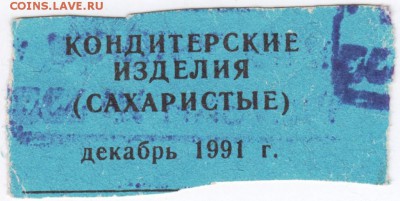 COINS.LAVE.RU
КОНДИТЕРСКИЕ
ИЗДЕЛИЯ
(САХАРИСТЫЕ)
декабрь 1991 г.